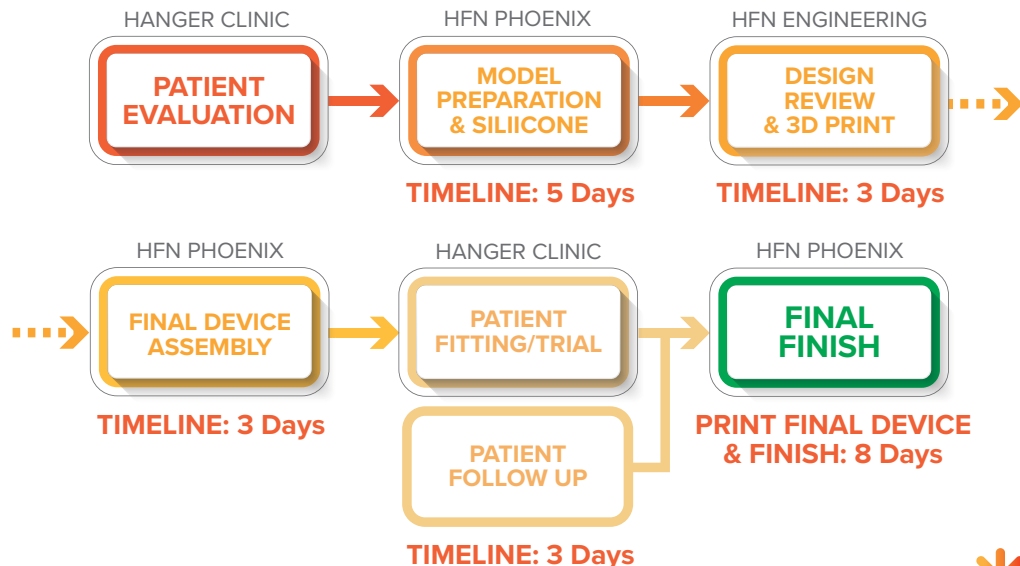 HANGER CLINIC
PATIENT
EVALUATION
HFN PHOENIX
MODEL
PREPARATION
& SILIICONE
TIMELINE: 5 Days
HFN ENGINEERING
DESIGN
REVIEW
& 3D PRINT
TIMELINE: 3 Days
HFN PHOENIX
FINAL DEVICE
ASSEMBLY
TIMELINE: 3 Days
HANGER CLINIC
PATIENT
FITTING/TRIAL
PATIENT
FOLLOW UP
TIMELINE: 3 Days
HFN PHOENIX
FINAL
FINISH
PRINT FINAL DEVICE
& FINISH: 8 Days